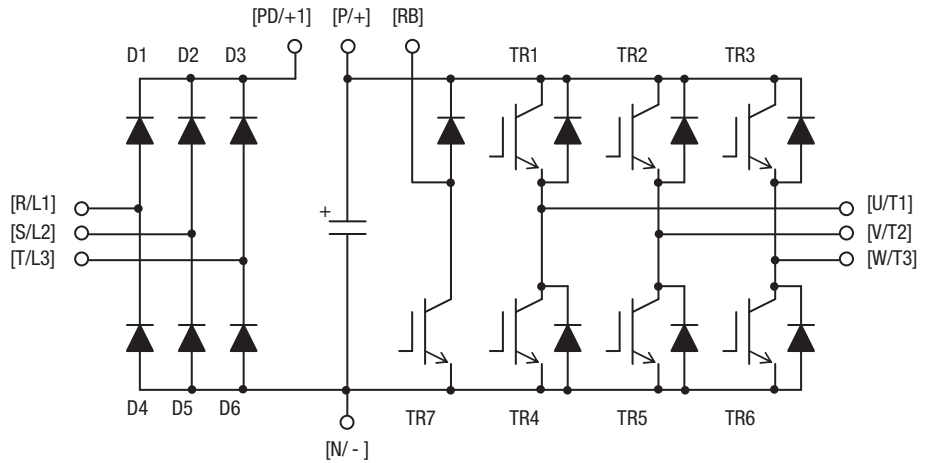 [PD/+1] [P/+] [RB]
D1 D2 D3 TR1 TR2 TR3
[R/L1]
[S/L2]
[T/L3]
+
[U/T1]
[V/T2]
[W/T3]
D4 D5 D6 TR7 TR4 TR5 TR6
[N/ - ]